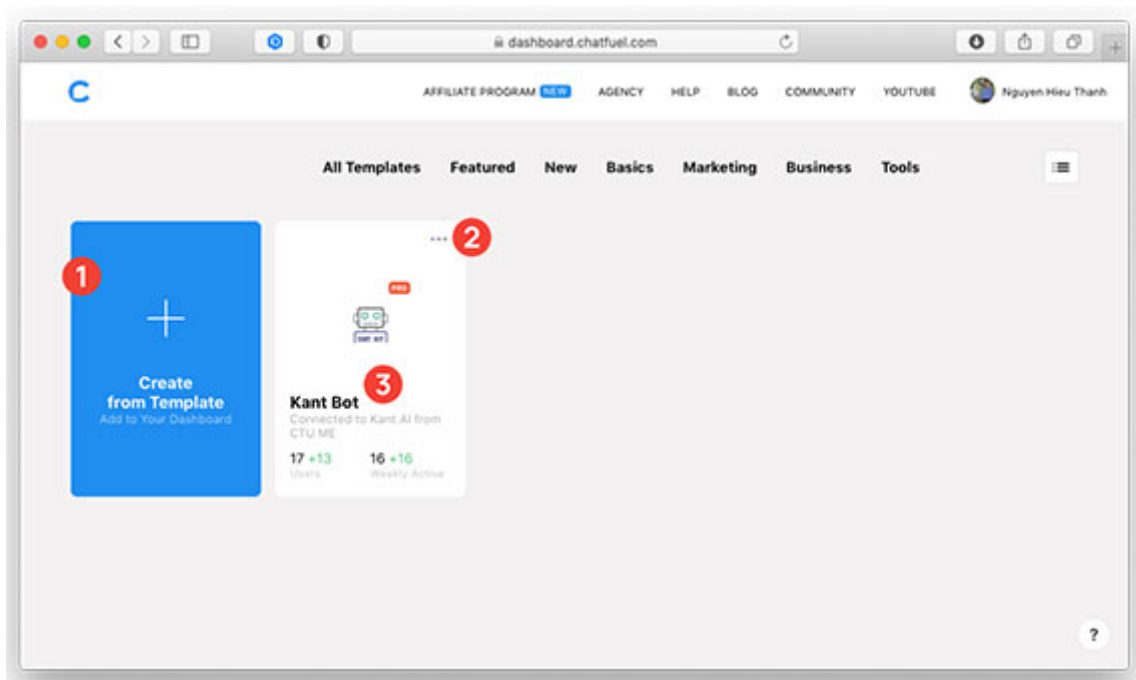 dashboard.chatfuel.com
C
AFFILIATE PROGRAM NEW AGENCY HELP BLOG COMMUNITY YOUTUBE Nguyen Hieu Thanh
All Templates Featured New Basics Marketing Business Tools
1
Create
from Template
Add to Your Dashboard
2
PRO
3
Kant Bot
Connected to Kant AI from
CTU ME
17 +13 16 +16
Users Weekly Active
?